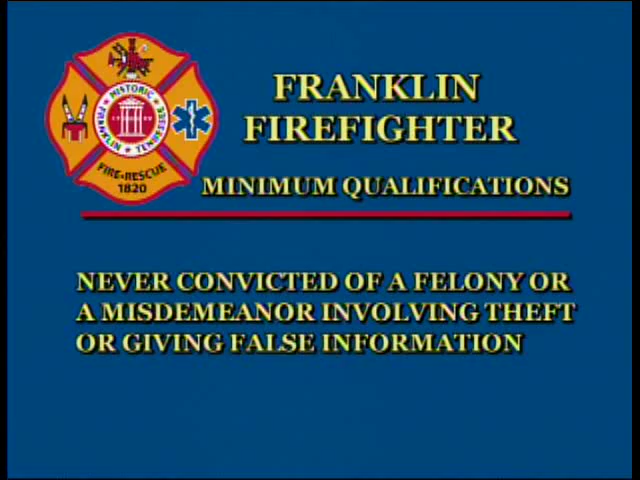 HISTORIC
FRANKLIN
TENNESSEE
FIRE-RESCUE
1820
FRANKLIN
FIREFIGHTER
MINIMUM QUALIFICATIONS
NEVER CONVICTED OF A FELONY OR
A MISDEMEANOR INVOLVING THEFT
OR GIVING FALSE INFORMATION